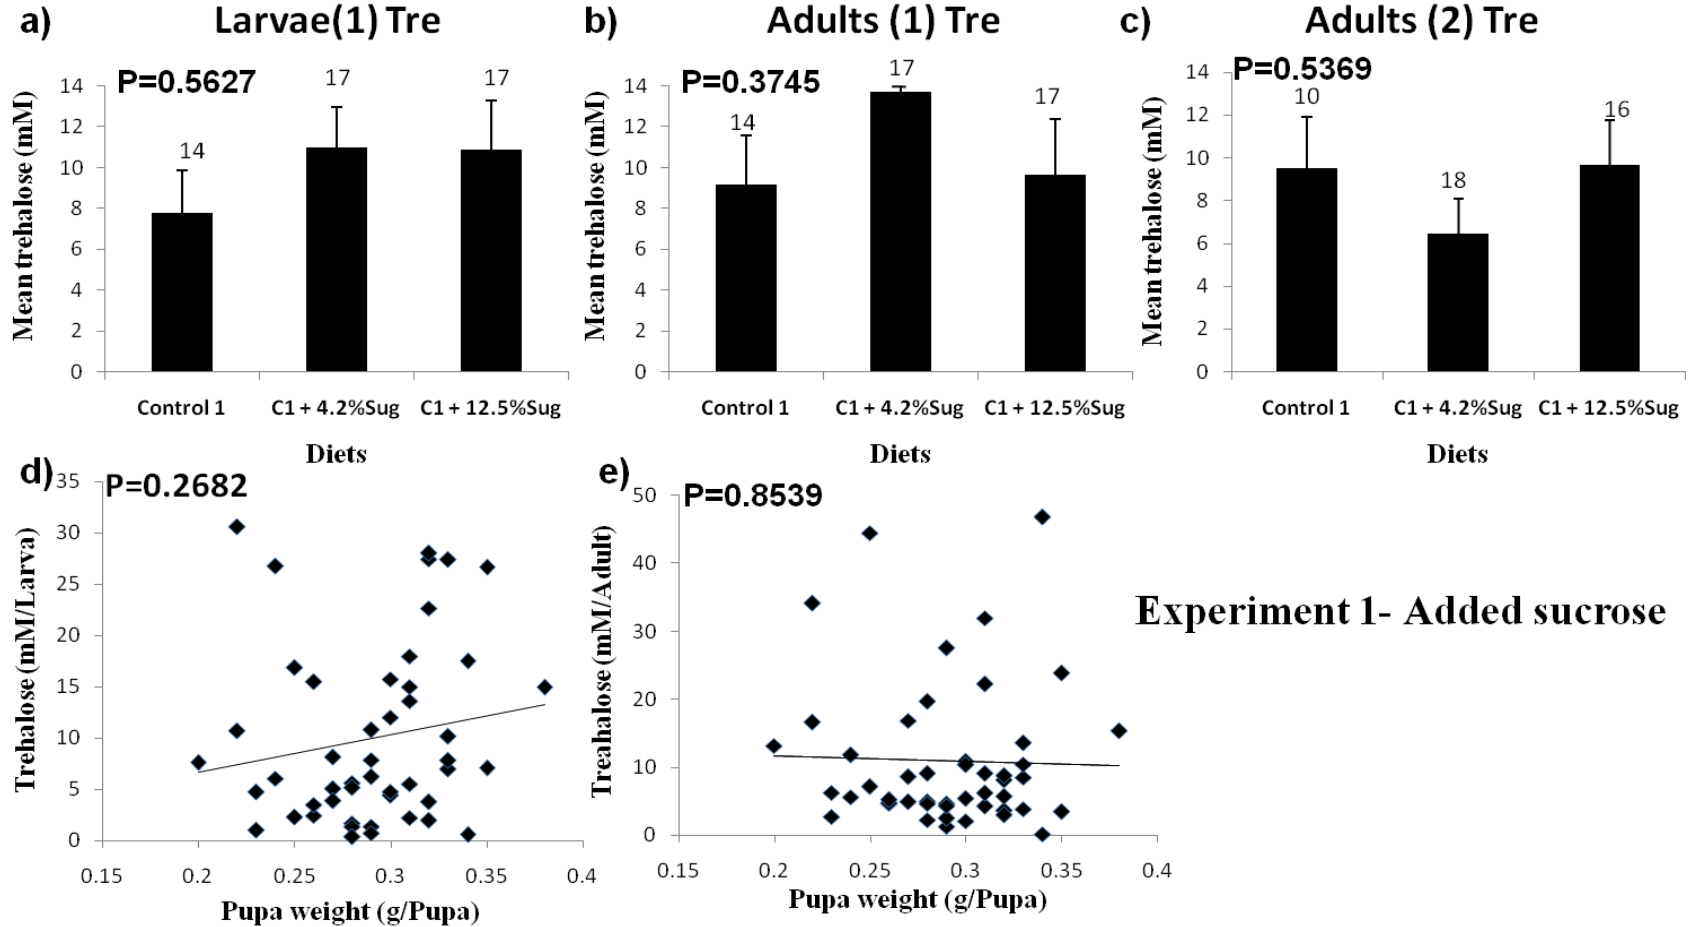 a) Larvae(1) Tre
P=0.5627
Mean trehalose (mM)
14
12
10
8
6
4
2
0
14
17
17
Control 1 C1 + 4.2%Sug C1 + 12.5%Sug
Diets
b) Adults (1) Tre
P=0.3745
Mean trehalose (mM)
14
12
10
8
6
4
2
0
14
17
17
Control 1 C1 + 4.2%Sug C1 + 12.5%Sug
Diets
c) Adults (2) Tre
P=0.5369
Mean trehalose (mM)
14
12
10
8
6
4
2
0
10
18
16
Control 1 C1 + 4.2%Sug C1 + 12.5%Sug
Diets
d)
P=0.2682
Trehalose (mM/Larva)
35
30
25
20
15
10
5
0
0.15 0.2 0.25 0.3 0.35 0.4
Pupa weight (g/Pupa)
e)
P=0.8539
Treahalose (mM/Adult)
50
40
30
20
10
0
0.15 0.2 0.25 0.3 0.35 0.4
Pupa weight (g/Pupa)
Experiment 1- Added sucrose